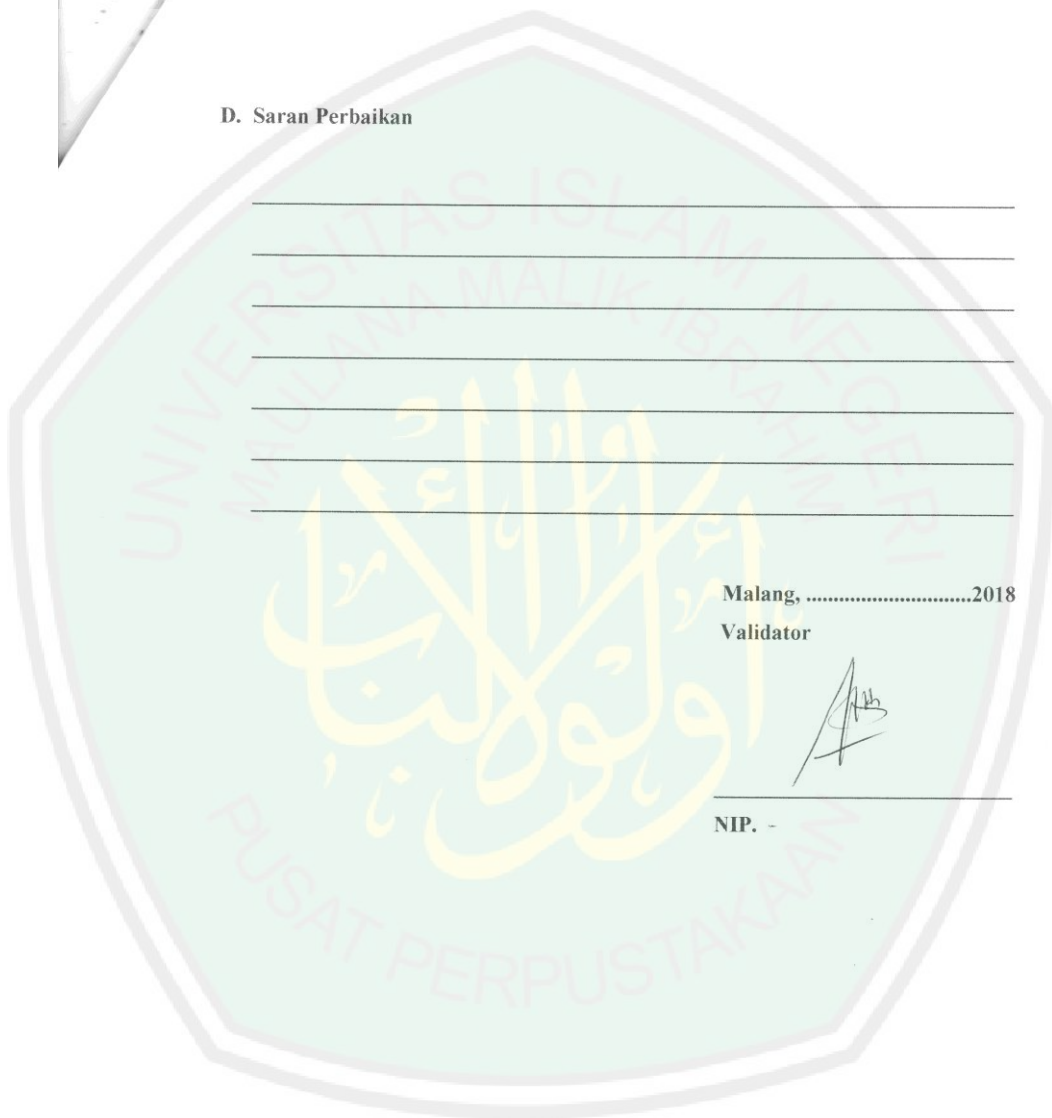 D. Saran Perbaikan
UNIVERSITAS ISLAM NEGERI
MAULANA MALIK IBRAHIM
Malang, ................................2018
Validator
NIP. -
PUSAT PERPUSTAKAAN